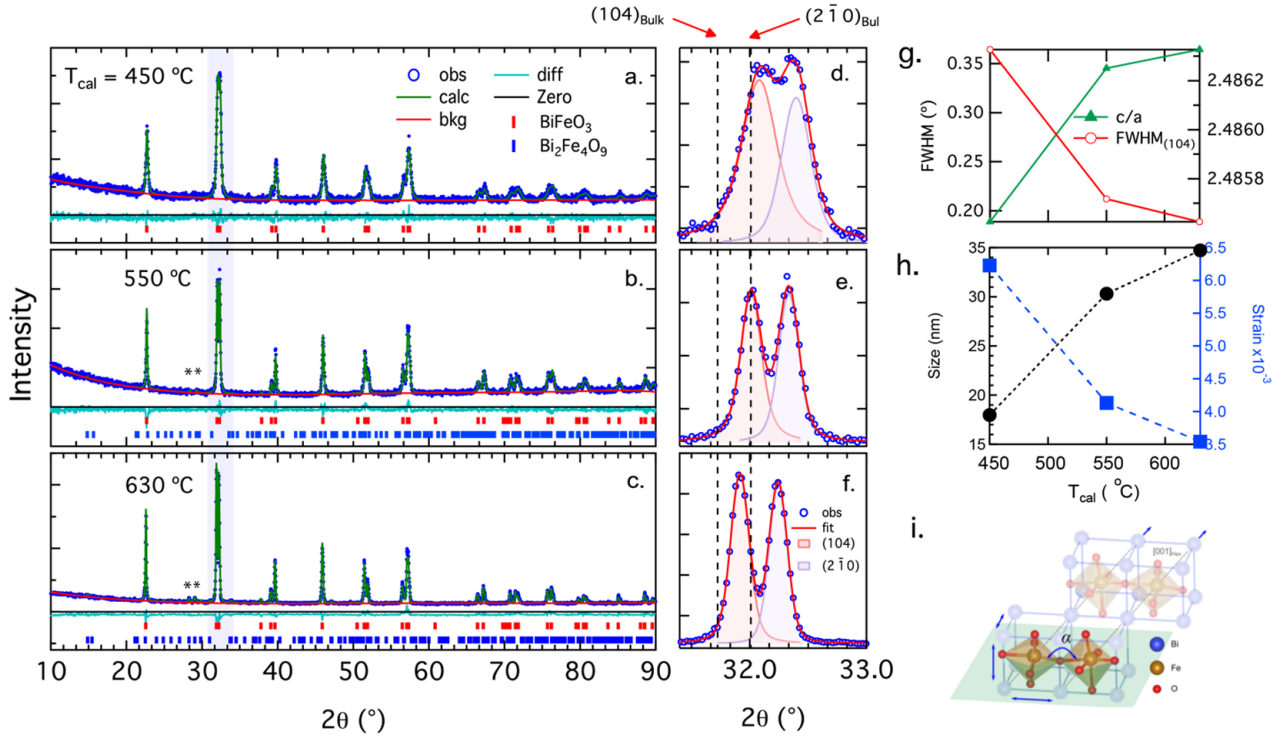 (104)Bulk
(2 1̄ 0)Bul
Tcal = 450 ºC
a.
obs
calc
bkg
diff
Zero
BiFeO3
Bi2Fe4O9
550 ºC
b.
**
630 ºC
c.
**
Intensity
10 20 30 40 50 60 70 80 90
2θ (°)
d.
e.
f.
obs
fit
(104)
(2 1̄ 0)
32.0
33.0
2θ (°)
g.
0.35
0.30
0.25
0.20
FWHM (°)
c/a
FWHM(104)
2.4862
2.4860
2.4858
h.
35
33
30
28
25
23
20
18
15
Size (nm)
6.5
6.0
5.5
5.0
4.5
4.0
3.5
Strain x10-3
450 500 550 600
Tcal ( °C)
i.
[001]Hex
α
Bi
Fe
O